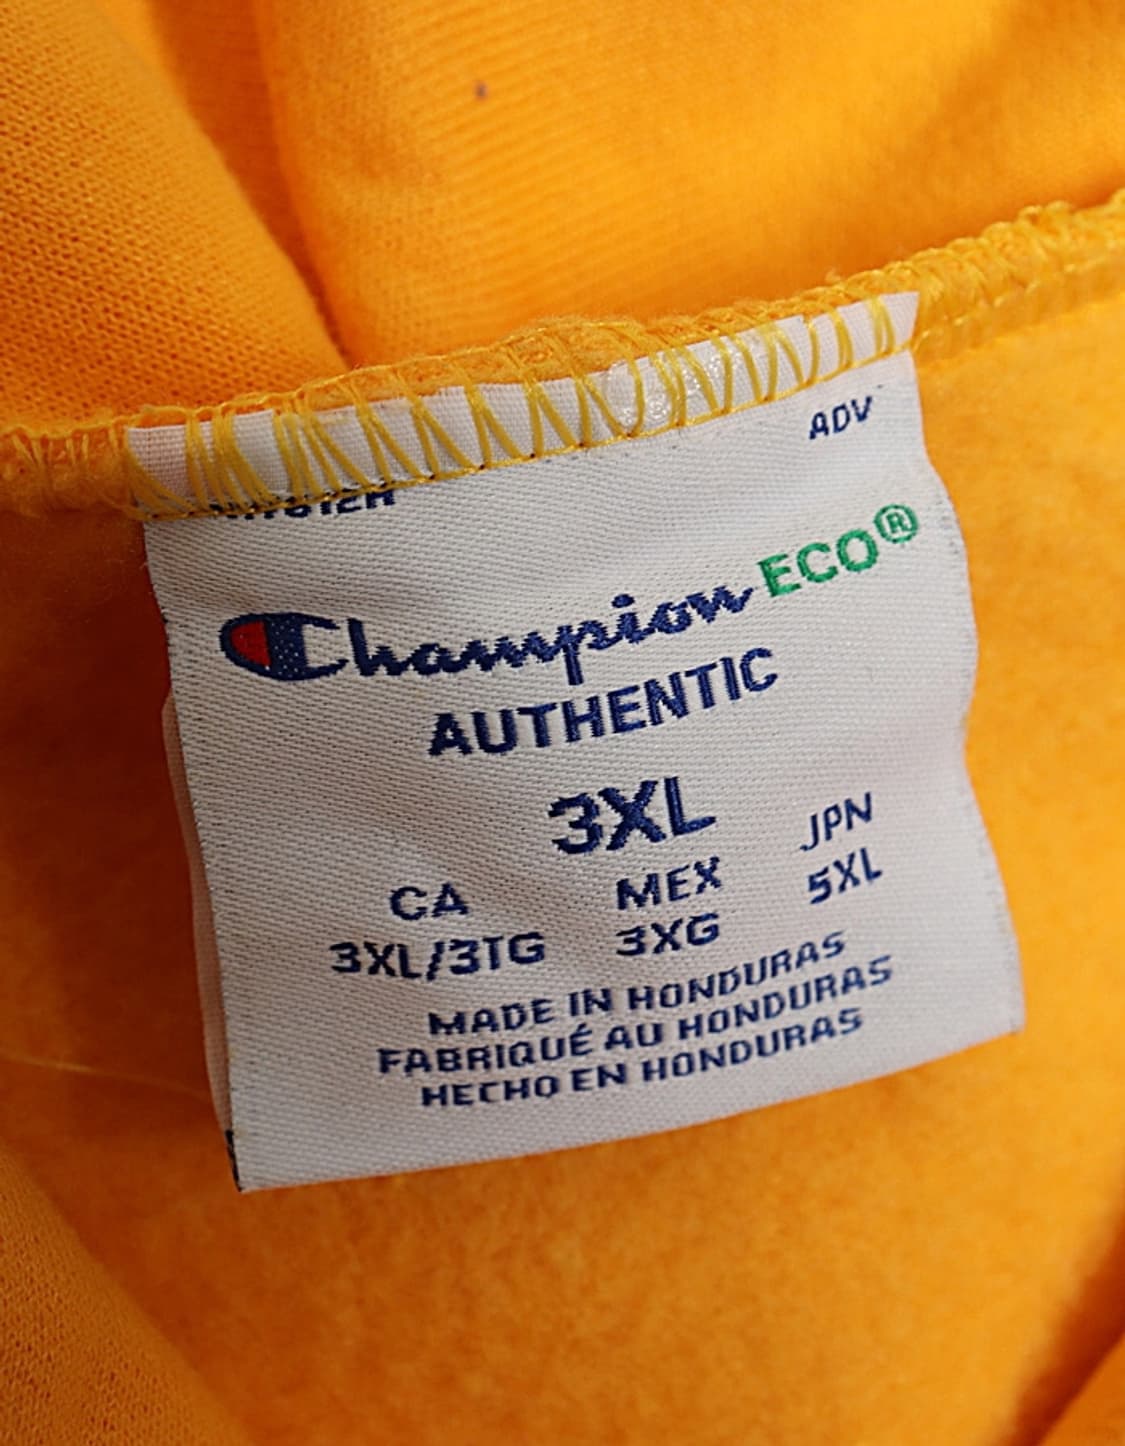 ADV
Champion ECO®
AUTHENTIC
3XL
CA MEX JPN
3XL/3TG 3XG 5XL
MADE IN HONDURAS
FABRIQUÉ AU HONDURAS
HECHO EN HONDURAS